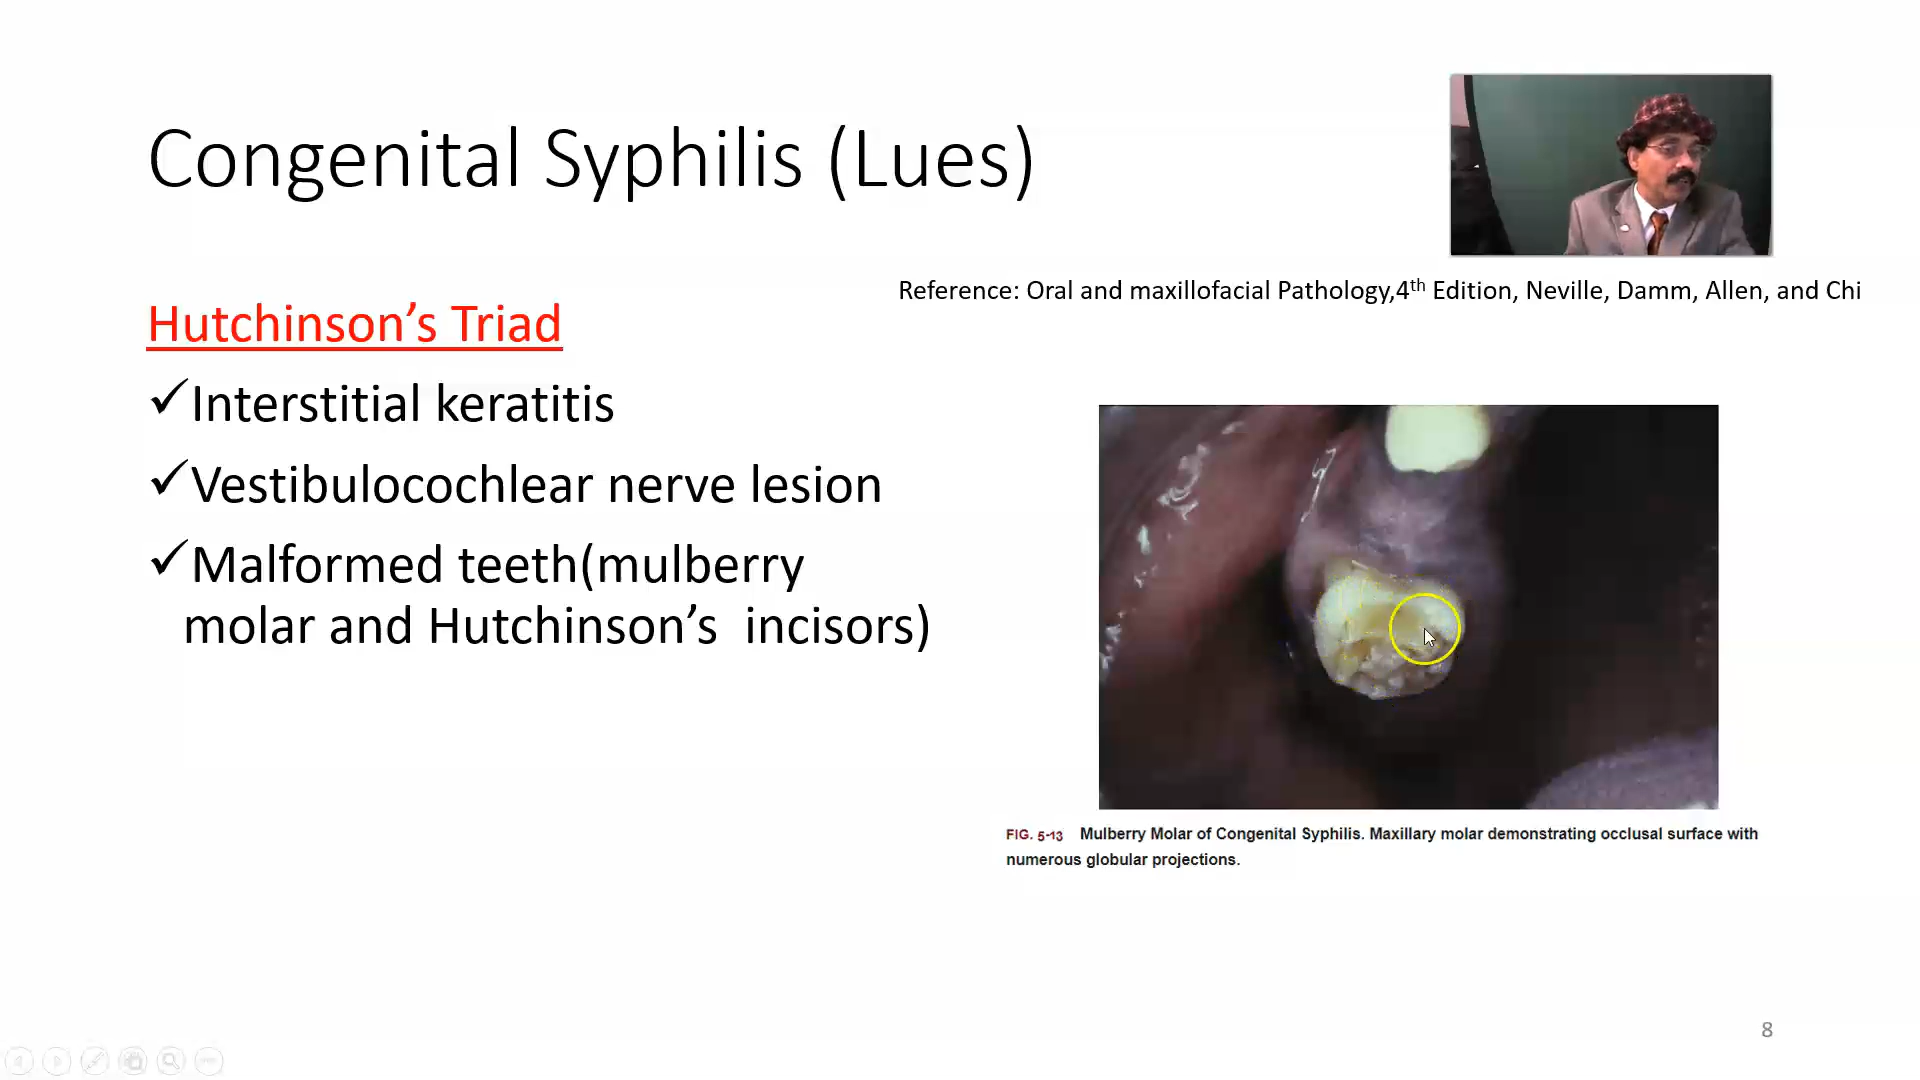 Congenital Syphilis (Lues)
Reference: Oral and maxillofacial Pathology,4th Edition, Neville, Damm, Allen, and Chi
Hutchinson’s Triad
✓Interstitial keratitis
✓Vestibulocochlear nerve lesion
✓Malformed teeth(mulberry
molar and Hutchinson’s incisors)
FIG. 5-13 Mulberry Molar of Congenital Syphilis. Maxillary molar demonstrating occlusal surface with
numerous globular projections.
8